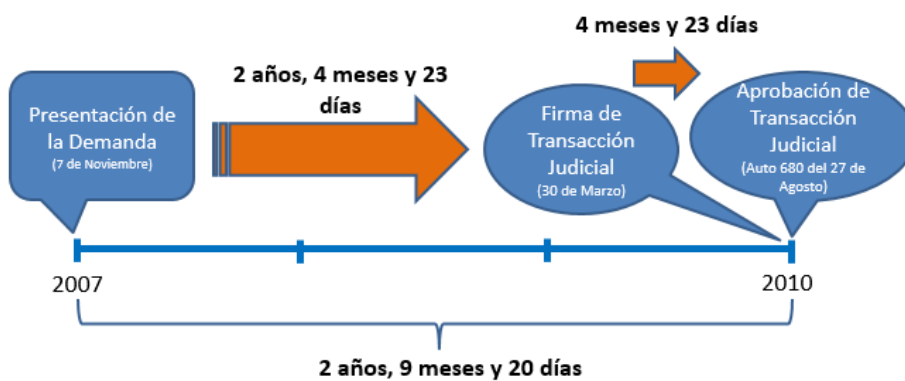 4 meses y 23 días
2 años, 4 meses y 23
días
Presentación de
la Demanda
(7 de Noviembre)
Firma de
Transacción
Judicial
(30 de Marzo)
Aprobación de
Transacción
Judicial
(Auto 680 del 27 de
Agosto)
2007
2010
2 años, 9 meses y 20 días